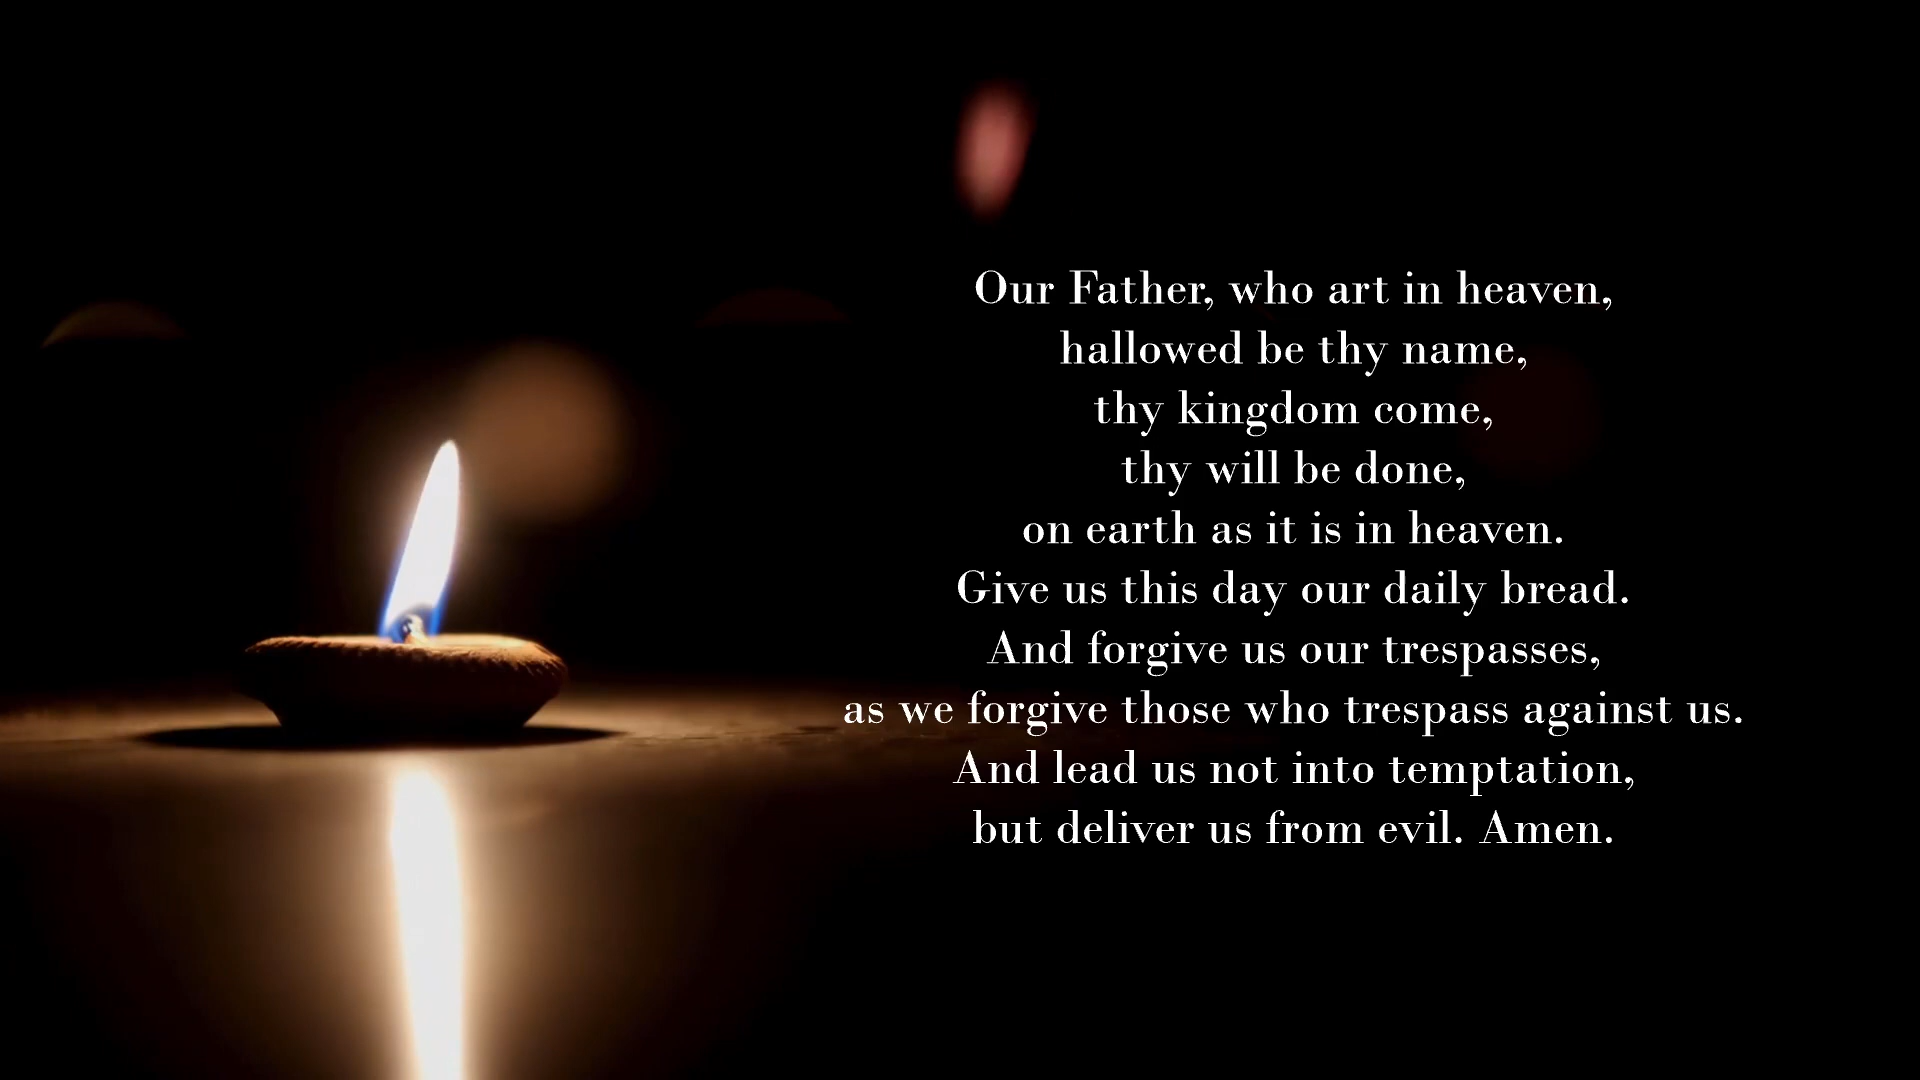 Our Father, who art in heaven,
hallowed be thy name,
thy kingdom come,
thy will be done,
on earth as it is in heaven.
Give us this day our daily bread.
And forgive us our trespasses,
as we forgive those who trespass against us.
And lead us not into temptation,
but deliver us from evil. Amen.